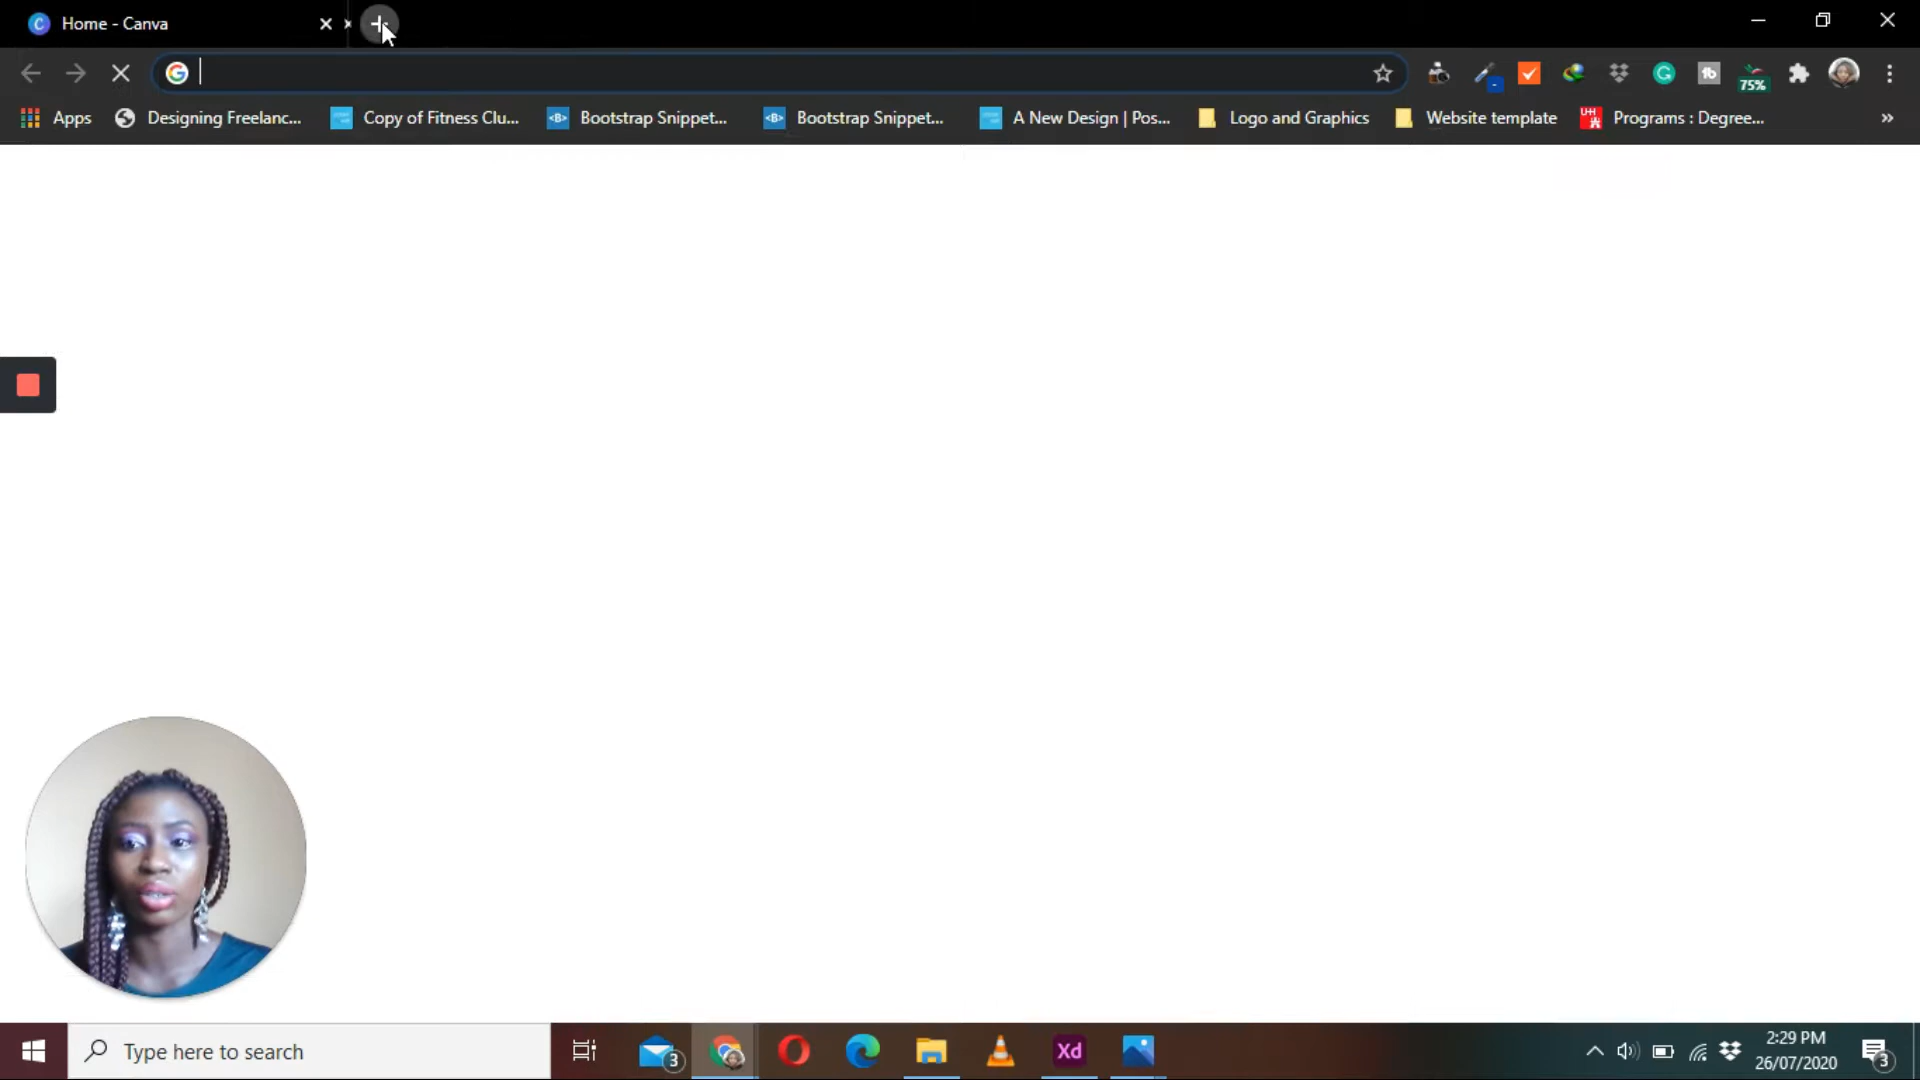 Home - Canva
Apps
Designing Freelanc...
Copy of Fitness Clu...
Bootstrap Snippet...
Bootstrap Snippet...
A New Design | Pos...
Logo and Graphics
Website template
Programs : Degree...
75%
Type here to search
3
Xd
2:29 PM
26/07/2020
3